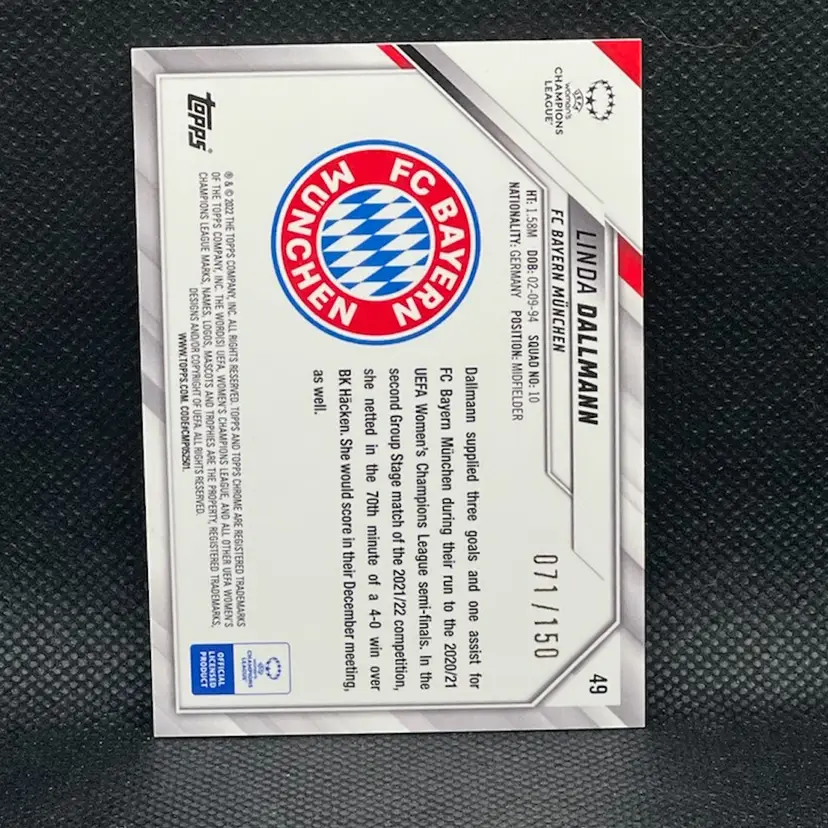 WOMEN'S
CHAMPIONS
LEAGUE
49
LINDA DALLMANN
FC BAYERN MÜNCHEN
HT: 1.58M DOB: 02-09-94 SQUAD NO: 10
NATIONALITY: GERMANY POSITION: MIDFIELDER
071/150
FC BAYERN
MÜNCHEN
Dallmann supplied three goals and one assist for
FC Bayern München during their run to the 2020/21
UEFA Women's Champions League semi-finals. In the
second Group Stage match of the 2021/22 competition,
she netted in the 70th minute of a 4-0 win over
BK Häcken. She would score in their December meeting,
as well.
topps®
® & © 2022 THE TOPPS COMPANY, INC. ALL RIGHTS RESERVED. TOPPS AND TOPPS CHROME ARE REGISTERED TRADEMARKS
OF THE TOPPS COMPANY, INC. THE WORD(S) UEFA, WOMEN'S CHAMPIONS LEAGUE, AND ALL OTHER UEFA WOMEN'S
CHAMPIONS LEAGUE MARKS, NAMES, LOGOS, MASCOTS AND TROPHIES ARE THE PROPERTY, REGISTERED TRADEMARKS,
DESIGNS AND/OR COPYRIGHT OF UEFA. ALL RIGHTS RESERVED.
WWW.TOPPS.COM. CODE#CMP052501.
CHAMPIONS
LEAGUE
OFFICIAL
LICENSED
PRODUCT